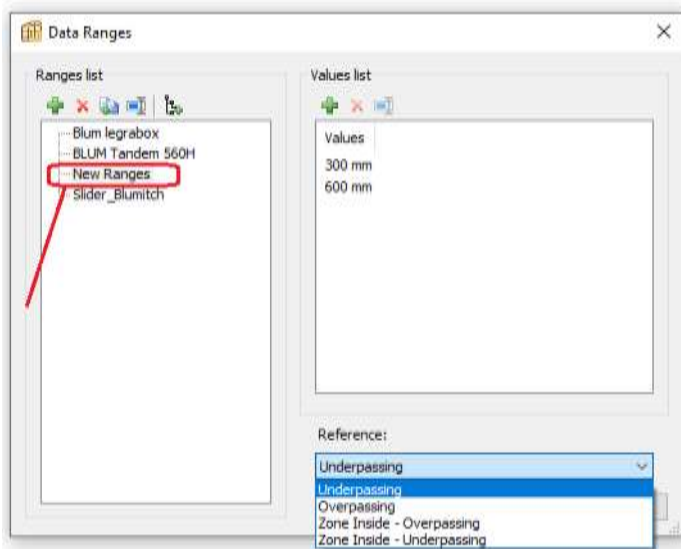 Data Ranges
Ranges list
Blum legrabox
BLUM Tandem 560H
New Ranges
Slider_Blumitch
Values list
Values
300 mm
600 mm
Reference:
Underpassing
Underpassing
Overpassing
Zone Inside - Overpassing
Zone Inside - Underpassing